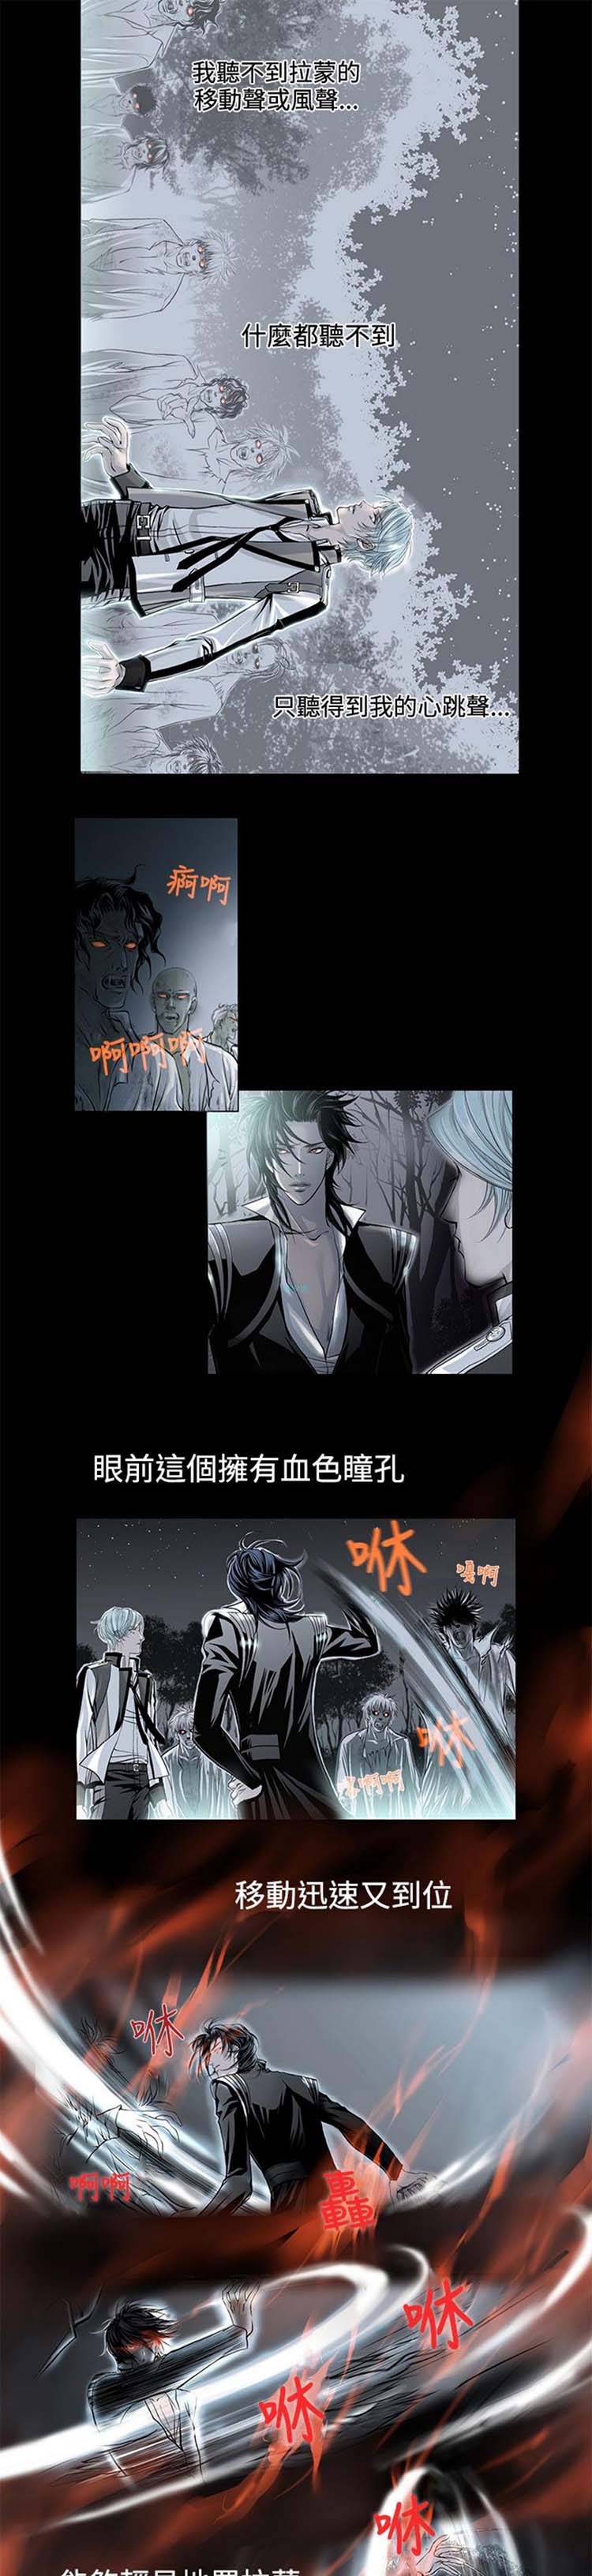 我聽不到拉蒙的
移動聲或風聲...
什麼都聽不到
只聽得到我的心跳聲...
痾啊
啊啊啊
眼前這個擁有血色瞳孔
咻
嘎啊
咻
啊啊
移動迅速又到位
咻
啊啊
轟
咻
咻
咻